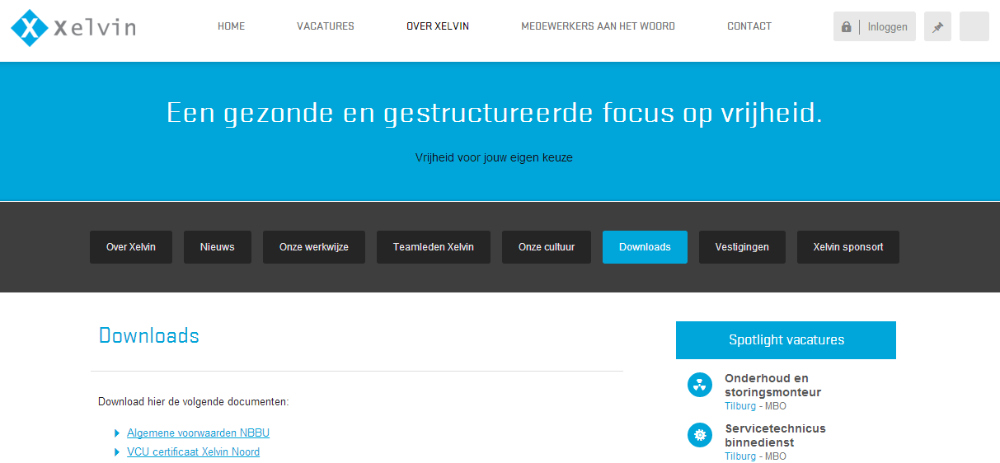 X Xelvin
HOME VACATURES OVER XELVIN MEDEWERKERS AAN HET WOORD CONTACT Inloggen
Een gezonde en gestructureerde focus op vrijheid.
Vrijheid voor jouw eigen keuze
Over Xelvin Nieuws Onze werkwijze Teamleden Xelvin Onze cultuur Downloads Vestigingen Xelvin sponsort
Downloads
Download hier de volgende documenten:
Algemene voorwaarden NBBU
VCU certificaat Xelvin Noord
Spotlight vacatures
Onderhoud en
storingsmonteur
Tilburg - MBO
Servicetechnicus
binnedienst
Tilburg - MBO